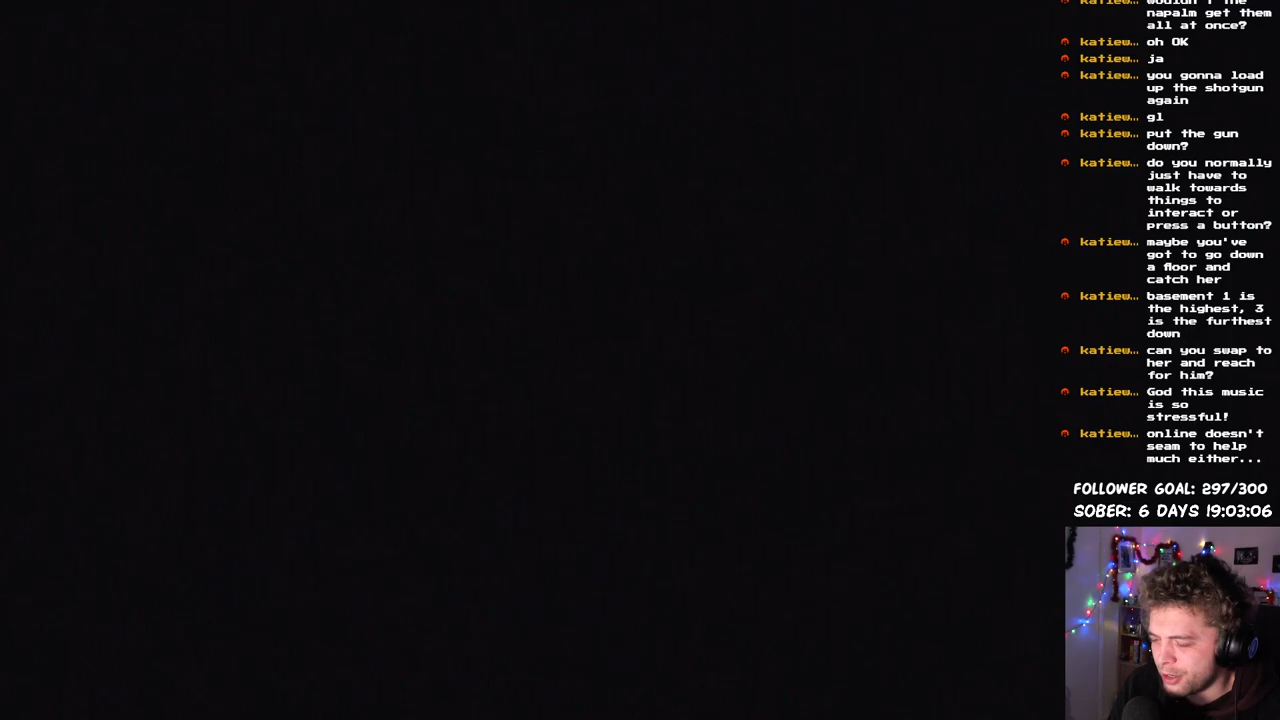 napalm get them
all at once?
katiew… oh OK
katiew… ja
katiew… you gonna load
up the shotgun
again
katiew… gl
katiew… put the gun
down?
katiew… do you normally
just have to
walk towards
things to
interact or
press a button?
katiew… maybe you've
got to go down
a floor and
catch her
katiew… basement 1 is
the highest, 3
is the furthest
down
katiew… can you swap to
her and reach
for him?
katiew… God this music
is so
stressful!
katiew… online doesn't
seam to help
much either...
FOLLOWER GOAL: 297/300
SOBER: 6 DAYS 19:03:06